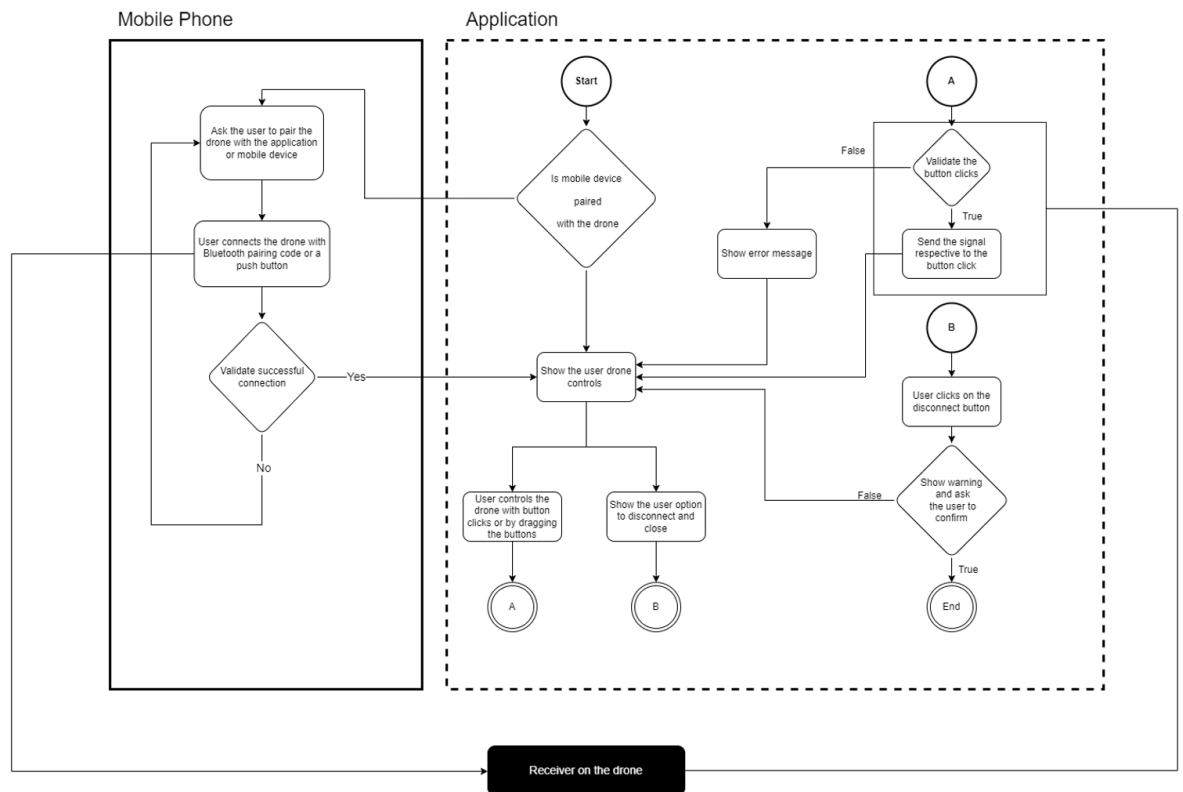 Mobile Phone
Application
Ask the user to pair the
drone with the application
or mobile device
User connects the drone with
Bluetooth pairing code or a
push button
Validate successful
connection
Yes
No
Start
Is mobile device
paired
with the drone
Show the user drone
controls
User controls the
drone with button
clicks or by dragging
the buttons
A
Show the user option
to disconnect and
close
B
A
Validate the
button clicks
False
True
Show error message
Send the signal
respective to the
button click
B
User clicks on the
disconnect button
Show warning
and ask
the user to
confirm
False
True
End
Receiver on the drone